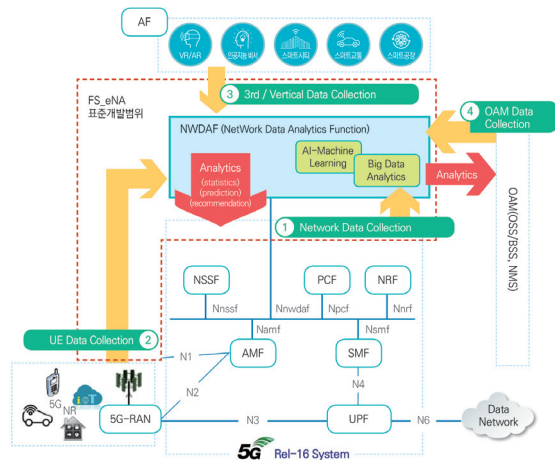 AF
VR/AR
인공지능 비서
스마트시티
스마트교통
스마트공장
FS_eNA
표준개발범위
3 3rd / Vertical Data Collection
4 OAM Data
Collection
NWDAF (NetWork Data Analytics Function)
AI-Machine
Learning
Big Data
Analytics
Analytics
(statistics)
(prediction)
(recommendation)
Analytics
OAM(OSS/BSS, NMS)
1 Network Data Collection
NSSF
PCF
NRF
Nnssf
Nnwdaf
Npcf
Nnrf
Namf
Nsmf
UE Data Collection 2
N1
AMF
SMF
N2
N4
5G
NR
IoT
5G-RAN
N3
UPF
N6
Data
Network
5G Rel-16 System